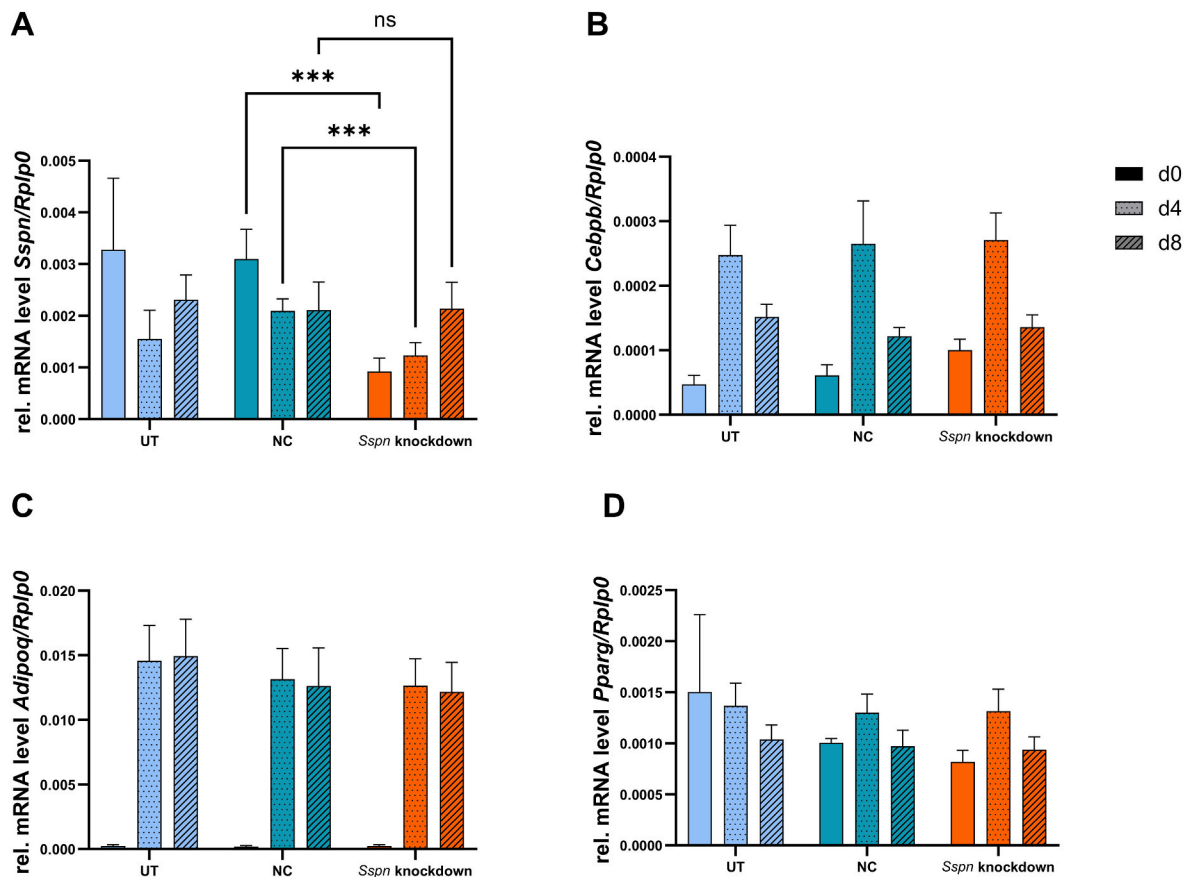 A
ns
***
***
rel. mRNA level Sspn/Rplp0
0.005
0.004
0.003
0.002
0.001
0.000
UT
NC
Sspn knockdown
B
rel. mRNA level Cebpb/Rplp0
0.0004
0.0003
0.0002
0.0001
0.0000
UT
NC
Sspn knockdown
d0
d4
d8
C
rel. mRNA level Adipoq/Rplp0
0.020
0.015
0.010
0.005
0.000
UT
NC
Sspn knockdown
D
rel. mRNA level Pparg/Rplp0
0.0025
0.0020
0.0015
0.0010
0.0005
0.0000
UT
NC
Sspn knockdown